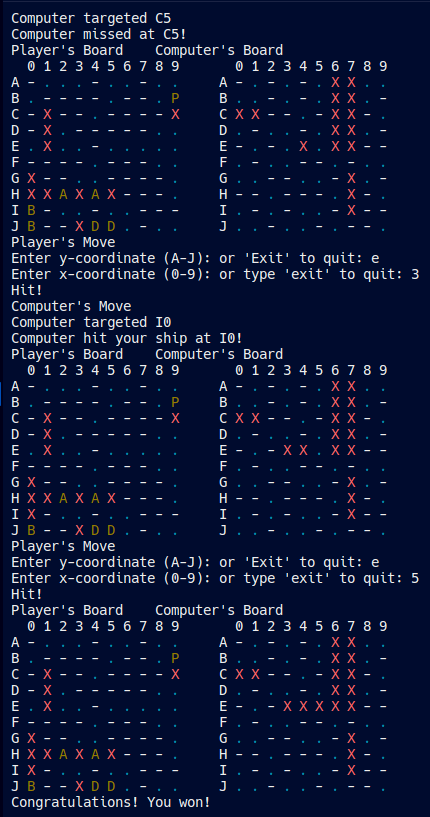 Computer targeted C5
Computer missed at C5!
Player's Board    Computer's Board
  0 1 2 3 4 5 6 7 8 9     0 1 2 3 4 5 6 7 8 9
A - . . . - . . - . .     A - . - . . . X X . .
B . - - - - - . - . P     B . . - . - . X X - .
C - X - . - - - - - X     C X X . - . - X X - .
D - X . - - - - - - .     D . - . . - . X X . .
E . X . - . . - . . .     E - . - . X . X X . .
F - - - - . - - - - .     F . - . . . . . - . .
G X - - - . - - - . .     G . . - - . - . X - .
H X X A X A X - - - .     H - - - . - - - X . -
I B - . . - . . - - -     I . - . . - . - X . .
J B - - X D D . - . .     J . - . . . . . - - -
Player's Move
Enter y-coordinate (A-J): or 'Exit' to quit: e
Enter x-coordinate (0-9): or type 'exit' to quit: 3
Hit!
Computer's Move
Computer targeted I0
Computer hit your ship at I0!
Player's Board    Computer's Board
  0 1 2 3 4 5 6 7 8 9     0 1 2 3 4 5 6 7 8 9
A - . . . - . . - . .     A - . - . . . X X . .
B . - - - - - . - . P     B . . - . - . X X - .
C - X - . - - - - - X     C X X . - . - X X - .
D - X . - - - - - - .     D . - . . - . X X . .
E . X . - . . - . . .     E - . - X X . X X . .
F - - - - . - - - - .     F . - . . . . . - . .
G X - - - . - - - . .     G . . - - . - . X - .
H X X A X A X - - - .     H - - - . - - - X . -
I X - . . - . . - - -     I . - . . - . - X . .
J B - - X D D . - . .     J . - . . . . . - - -
Player's Move
Enter y-coordinate (A-J): or 'Exit' to quit: e
Enter x-coordinate (0-9): or type 'exit' to quit: 5
Hit!
Player's Board    Computer's Board
  0 1 2 3 4 5 6 7 8 9     0 1 2 3 4 5 6 7 8 9
A - . . . - . . - . .     A - . - . . . X X . .
B . - - - - - . - . P     B . . - . - . X X - .
C - X - . - - - - - X     C X X . - . - X X - .
D - X . - - - - - - .     D . - . . - . X X . .
E . X . - . . - . . .     E - . - X X X X X . .
F - - - - . - - - - .     F . - . . . . . - . .
G X - - - . - - - . .     G . . - - . - . X - .
H X X A X A X - - - .     H - - - . - - - X . -
I X - . . - . . - - -     I . - . . - . - X . .
J B - - X D D . - . .     J . - . . . . . - - -
Congratulations! You won!